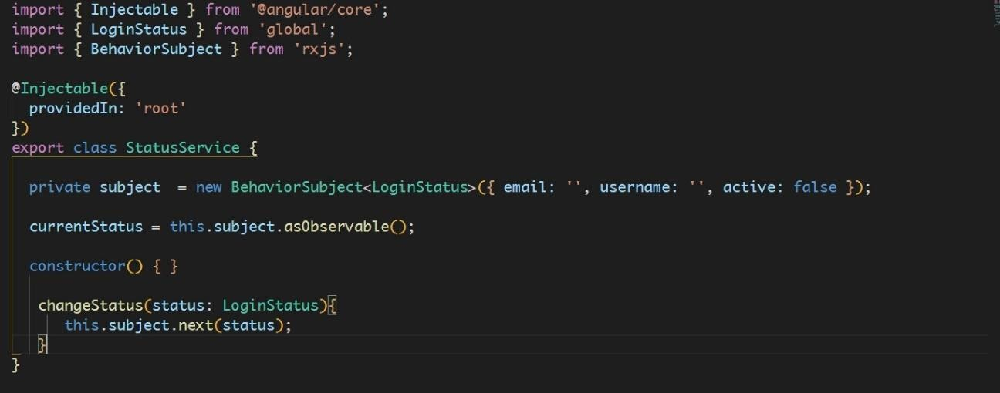 import { Injectable } from '@angular/core';
import { LoginStatus } from 'global';
import { BehaviorSubject } from 'rxjs';
@Injectable({
  providedIn: 'root'
})
export class StatusService {
  private subject  = new BehaviorSubject<LoginStatus>({ email: '', username: '', active: false });
  currentStatus = this.subject.asObservable();
  constructor() { }
   changeStatus(status: LoginStatus){
      this.subject.next(status);
   }
}